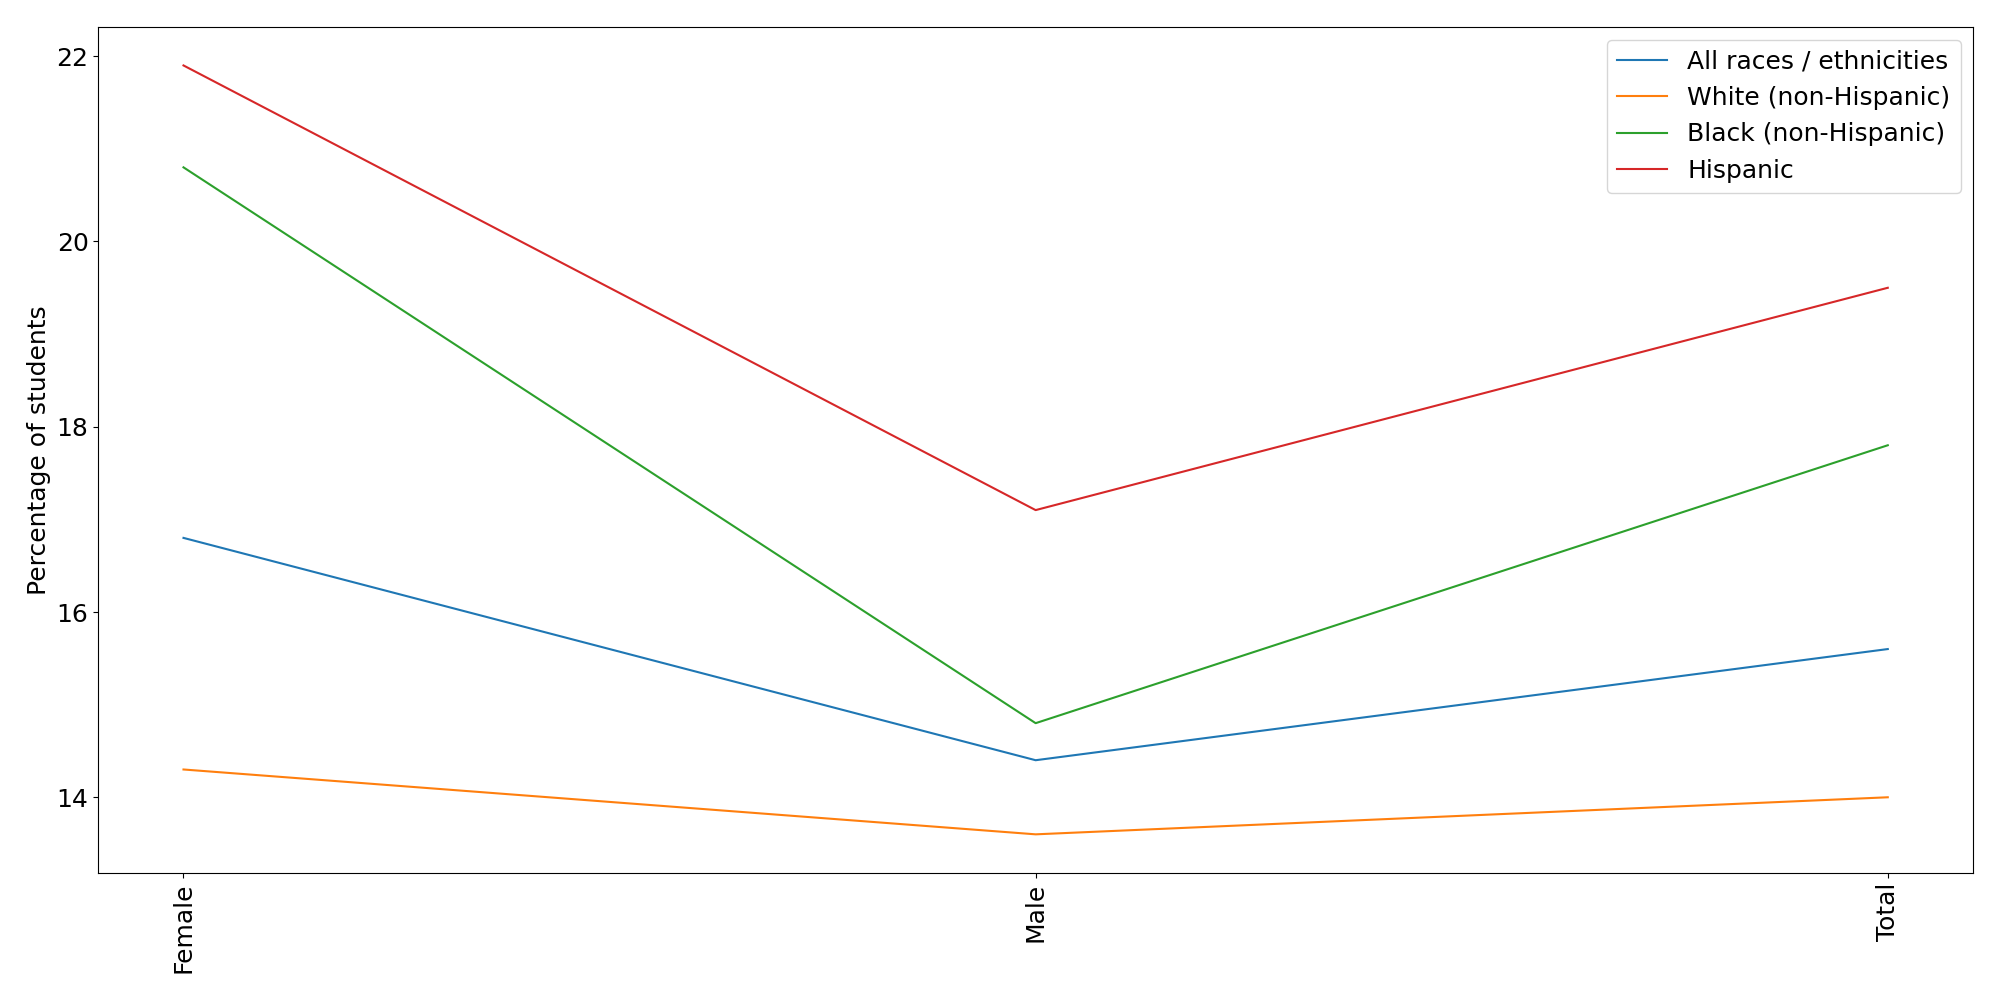 22
20
18
16
14
Percentage of students
Female
Male
Total
All races / ethnicities
White (non-Hispanic)
Black (non-Hispanic)
Hispanic